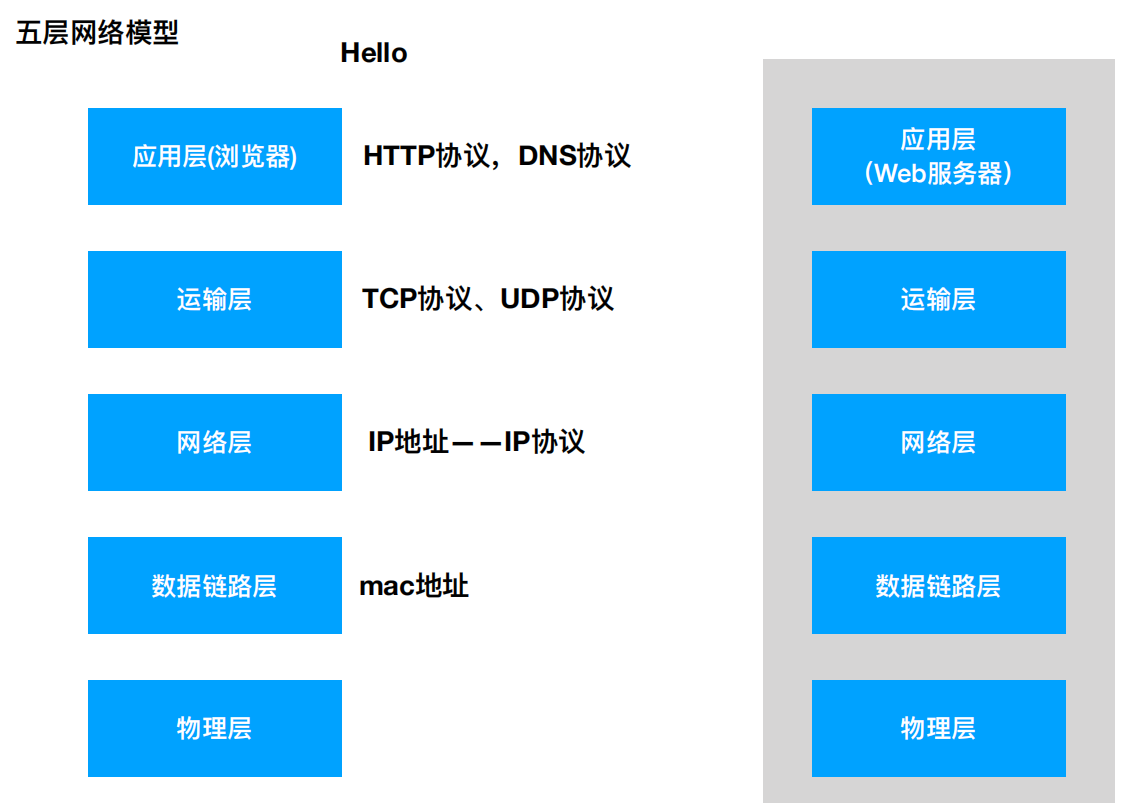 五层网络模型
Hello
应用层(浏览器)
HTTP协议，DNS协议
应用层
（Web服务器）
运输层
TCP协议、UDP协议
运输层
网络层
IP地址——IP协议
网络层
数据链路层
mac地址
数据链路层
物理层
物理层